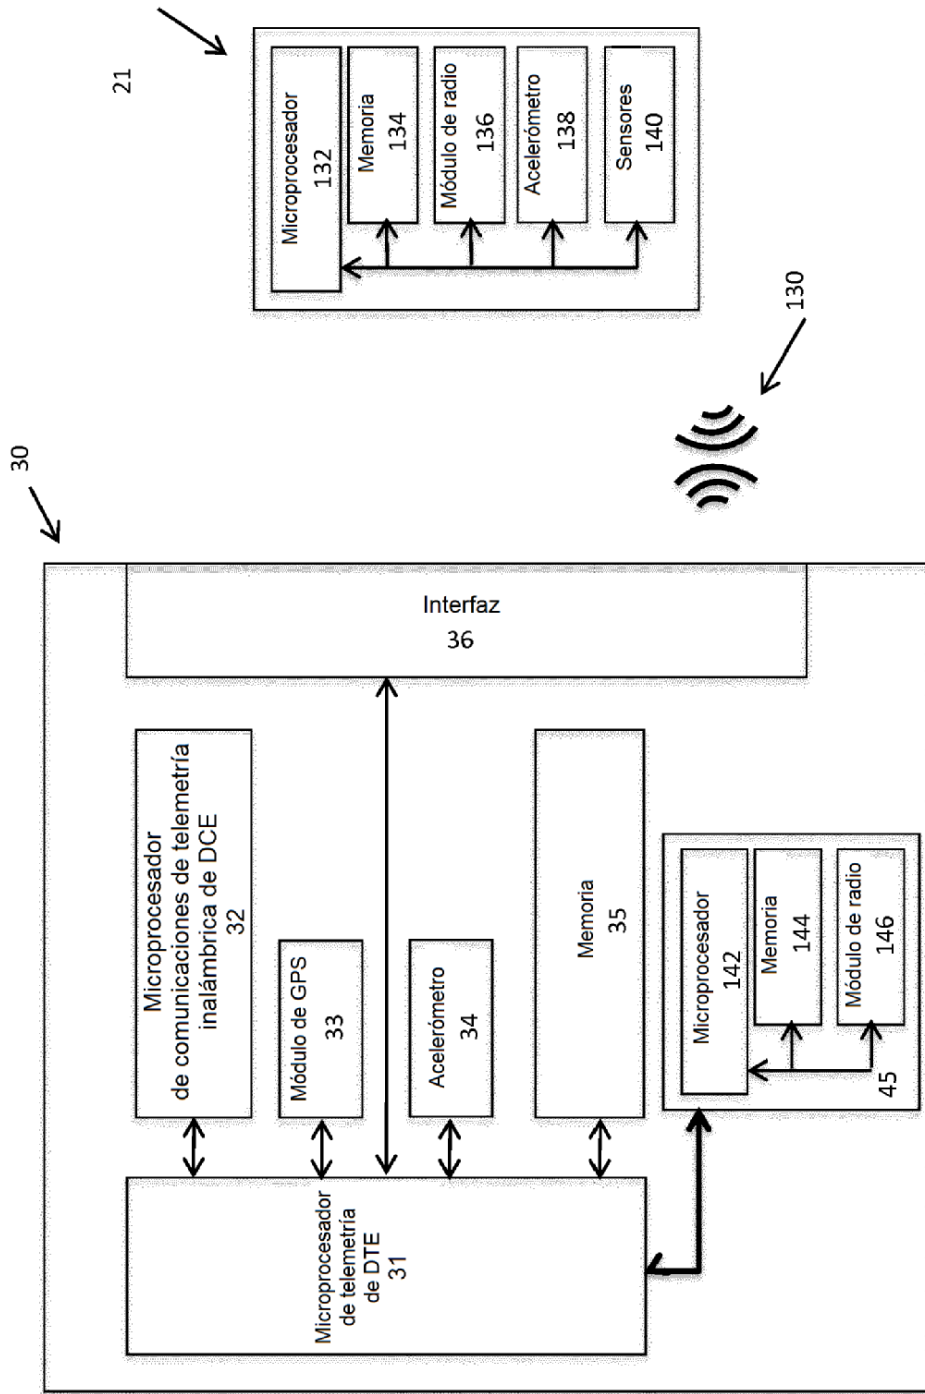 30
Microprocesador
de telemetría
de DTE
31
Microprocesador
de comunicaciones de telemetría
inalámbrica de DCE
32
Módulo de GPS
33
Acelerómetro
34
Memoria
35
Interfaz
36
Microprocesador
142
Memoria
144
Módulo de radio
146
45
130
21
Microprocesador
132
Memoria
134
Módulo de radio
136
Acelerómetro
138
Sensores
140